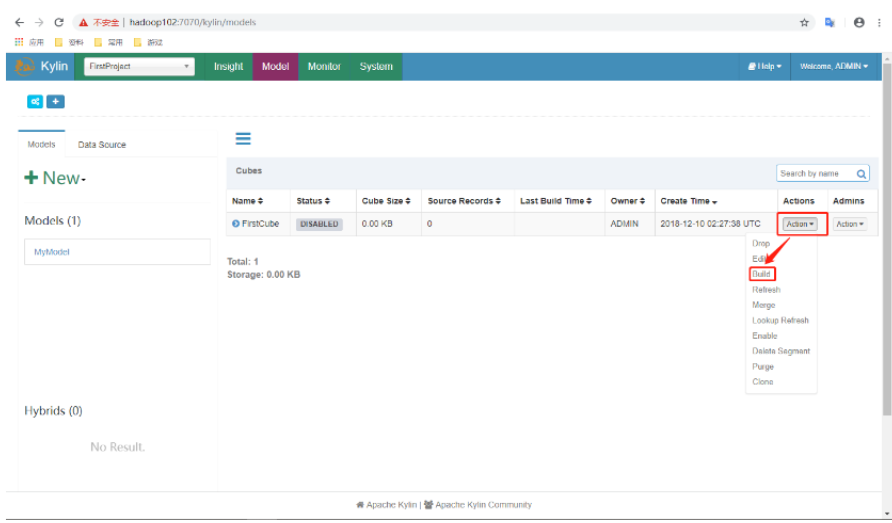 不安全 | hadoop102:7070/kylin/models
应用 资料 常用 游戏
Kylin FirstProject Insight Model Monitor System Help Welcome, ADMIN
Models Data Source
+ New
Cubes Search by name
Name Status Cube Size Source Records Last Build Time Owner Create Time Actions Admins
FirstCube DISABLED 0.00 KB 0 ADMIN 2018-12-10 02:27:38 UTC Action Action
Models (1)
MyModel
Drop
Edit
Build
Refresh
Merge
Lookup Refresh
Enable
Delete Segment
Purge
Clone
Total: 1
Storage: 0.00 KB
Hybrids (0)
No Result.
Apache Kylin | Apache Kylin Community